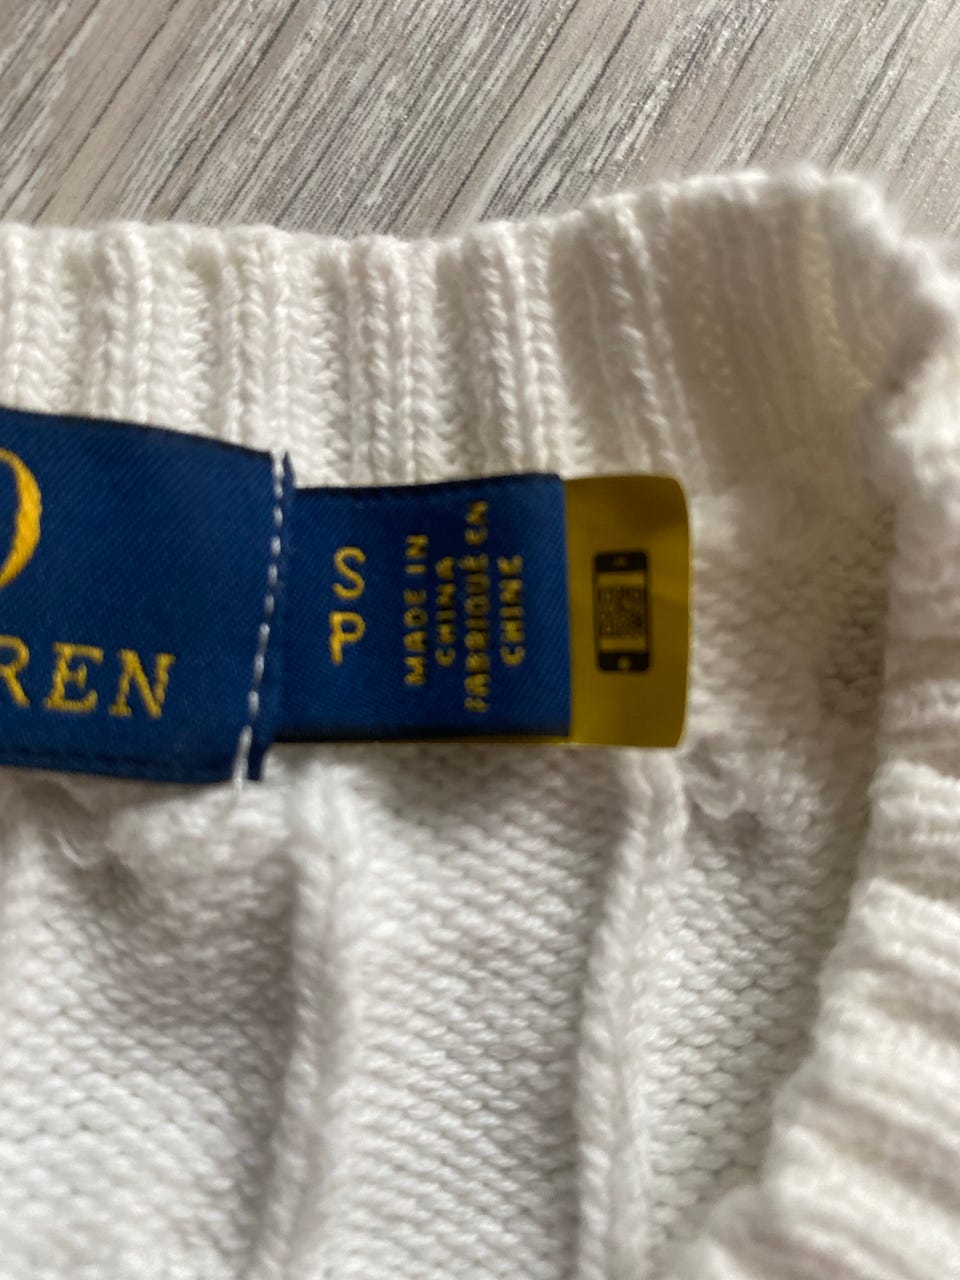 O
REN
S
P
MADE IN
CHINA
FABRIQUÉ EN
CHINE